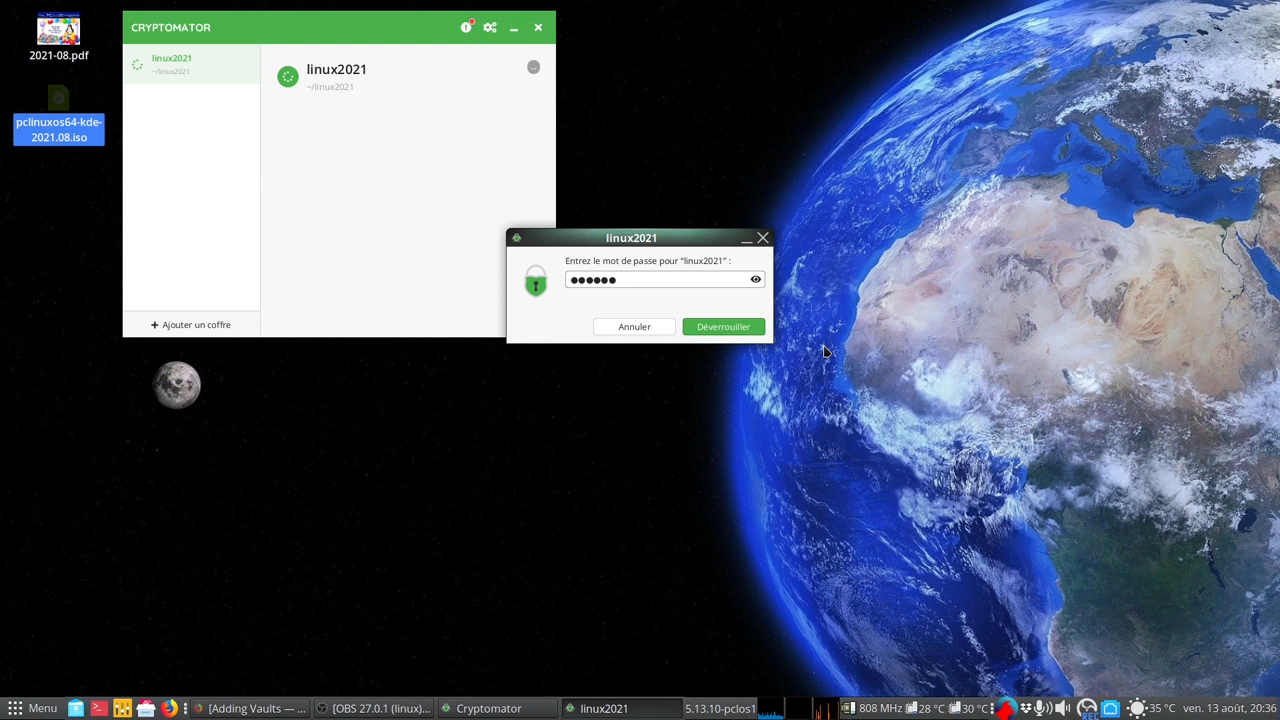 2021-08.pdf
pclinuxos64-kde-
2021.08.iso
CRYPTOMATOR
linux2021
~/linux2021
linux2021
~/linux2021
Ajouter un coffre
linux2021
Entrez le mot de passe pour “linux2021” :
Annuler
Déverrouiller
Menu
[Adding Vaults — ...
[OBS 27.0.1 (linux)...
Cryptomator
linux2021
5.13.10-pclos1
808 MHz
28 °C
30 °C
35 °C
ven. 13 août, 20:36